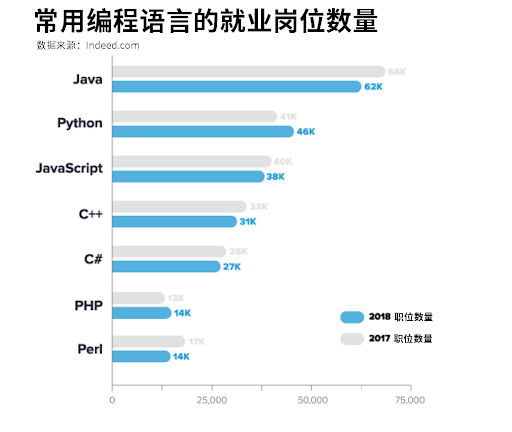 常用编程语言的就业岗位数量
数据来源：Indeed.com
Java
68K
62K
Python
41K
46K
JavaScript
40K
38K
C++
33K
31K
C#
28K
27K
PHP
13K
14K
Perl
17K
14K
2018 职位数量
2017 职位数量
0 25,000 50,000 75,000